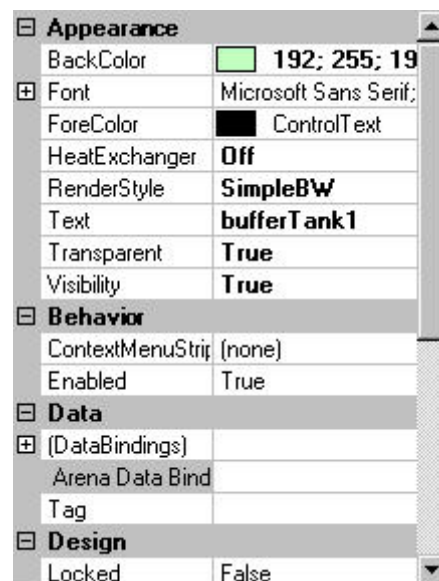 Appearance
BackColor 192; 255; 19
Font Microsoft Sans Serif;
ForeColor ControlText
HeatExchanger Off
RenderStyle SimpleBW
Text bufferTank1
Transparent True
Visibility True
Behavior
ContextMenuStrip (none)
Enabled True
Data
(DataBindings)
Arena Data Bind
Tag
Design
Locked False